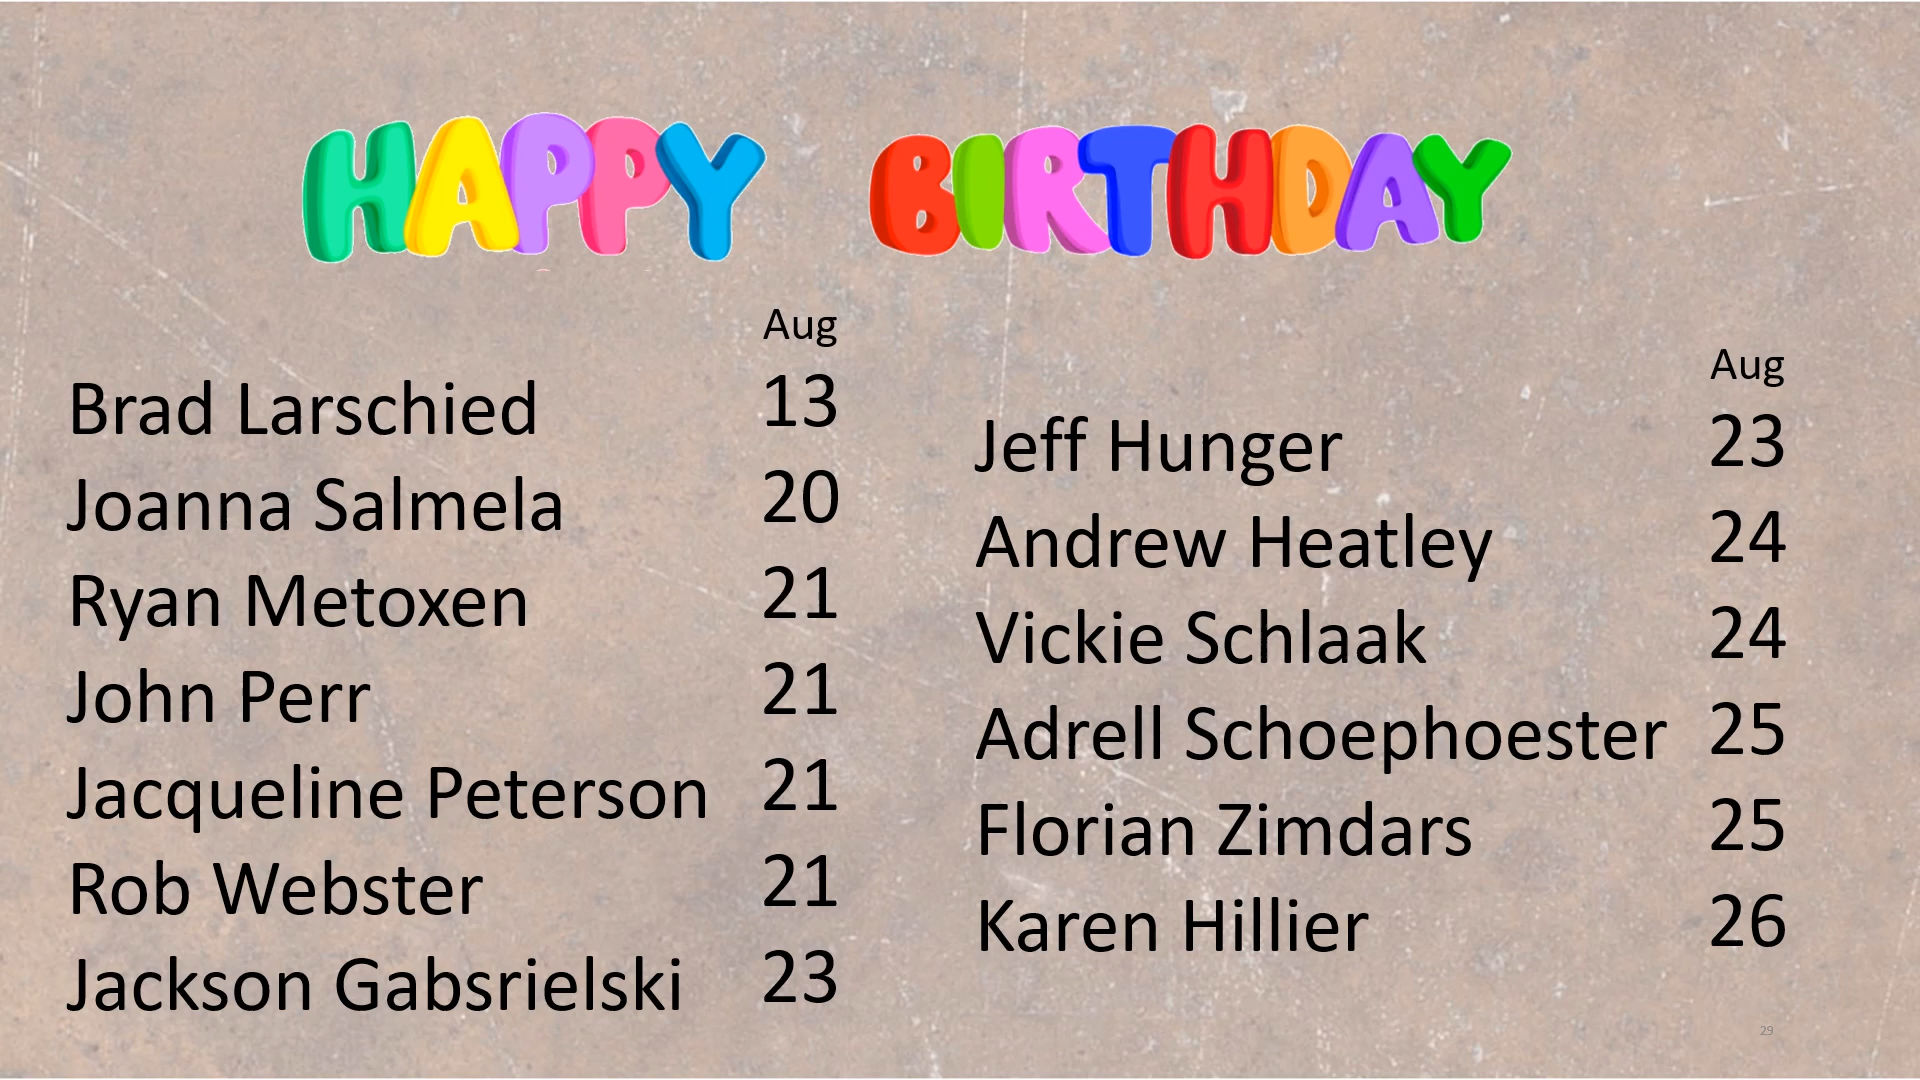 HAPPY BIRTHDAY
Aug
Brad Larschied 13
Joanna Salmela 20
Ryan Metoxen 21
John Perr 21
Jacqueline Peterson 21
Rob Webster 21
Jackson Gabsrielski 23
Aug
Jeff Hunger 23
Andrew Heatley 24
Vickie Schlaak 24
Adrell Schoephoester 25
Florian Zimdars 25
Karen Hillier 26
29